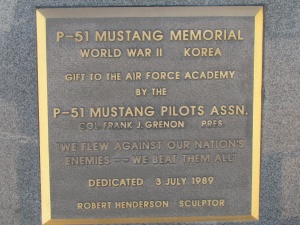 P-51 MUSTANG MEMORIAL
WORLD WAR II KOREA
GIFT TO THE AIR FORCE ACADEMY
BY THE
P-51 MUSTANG PILOTS ASSN.
COL. FRANK J. GRENON PRES.
"WE FLEW AGAINST OUR NATION'S
ENEMIES -- WE BEAT THEM ALL"
DEDICATED 3 JULY 1989
ROBERT HENDERSON SCULPTOR